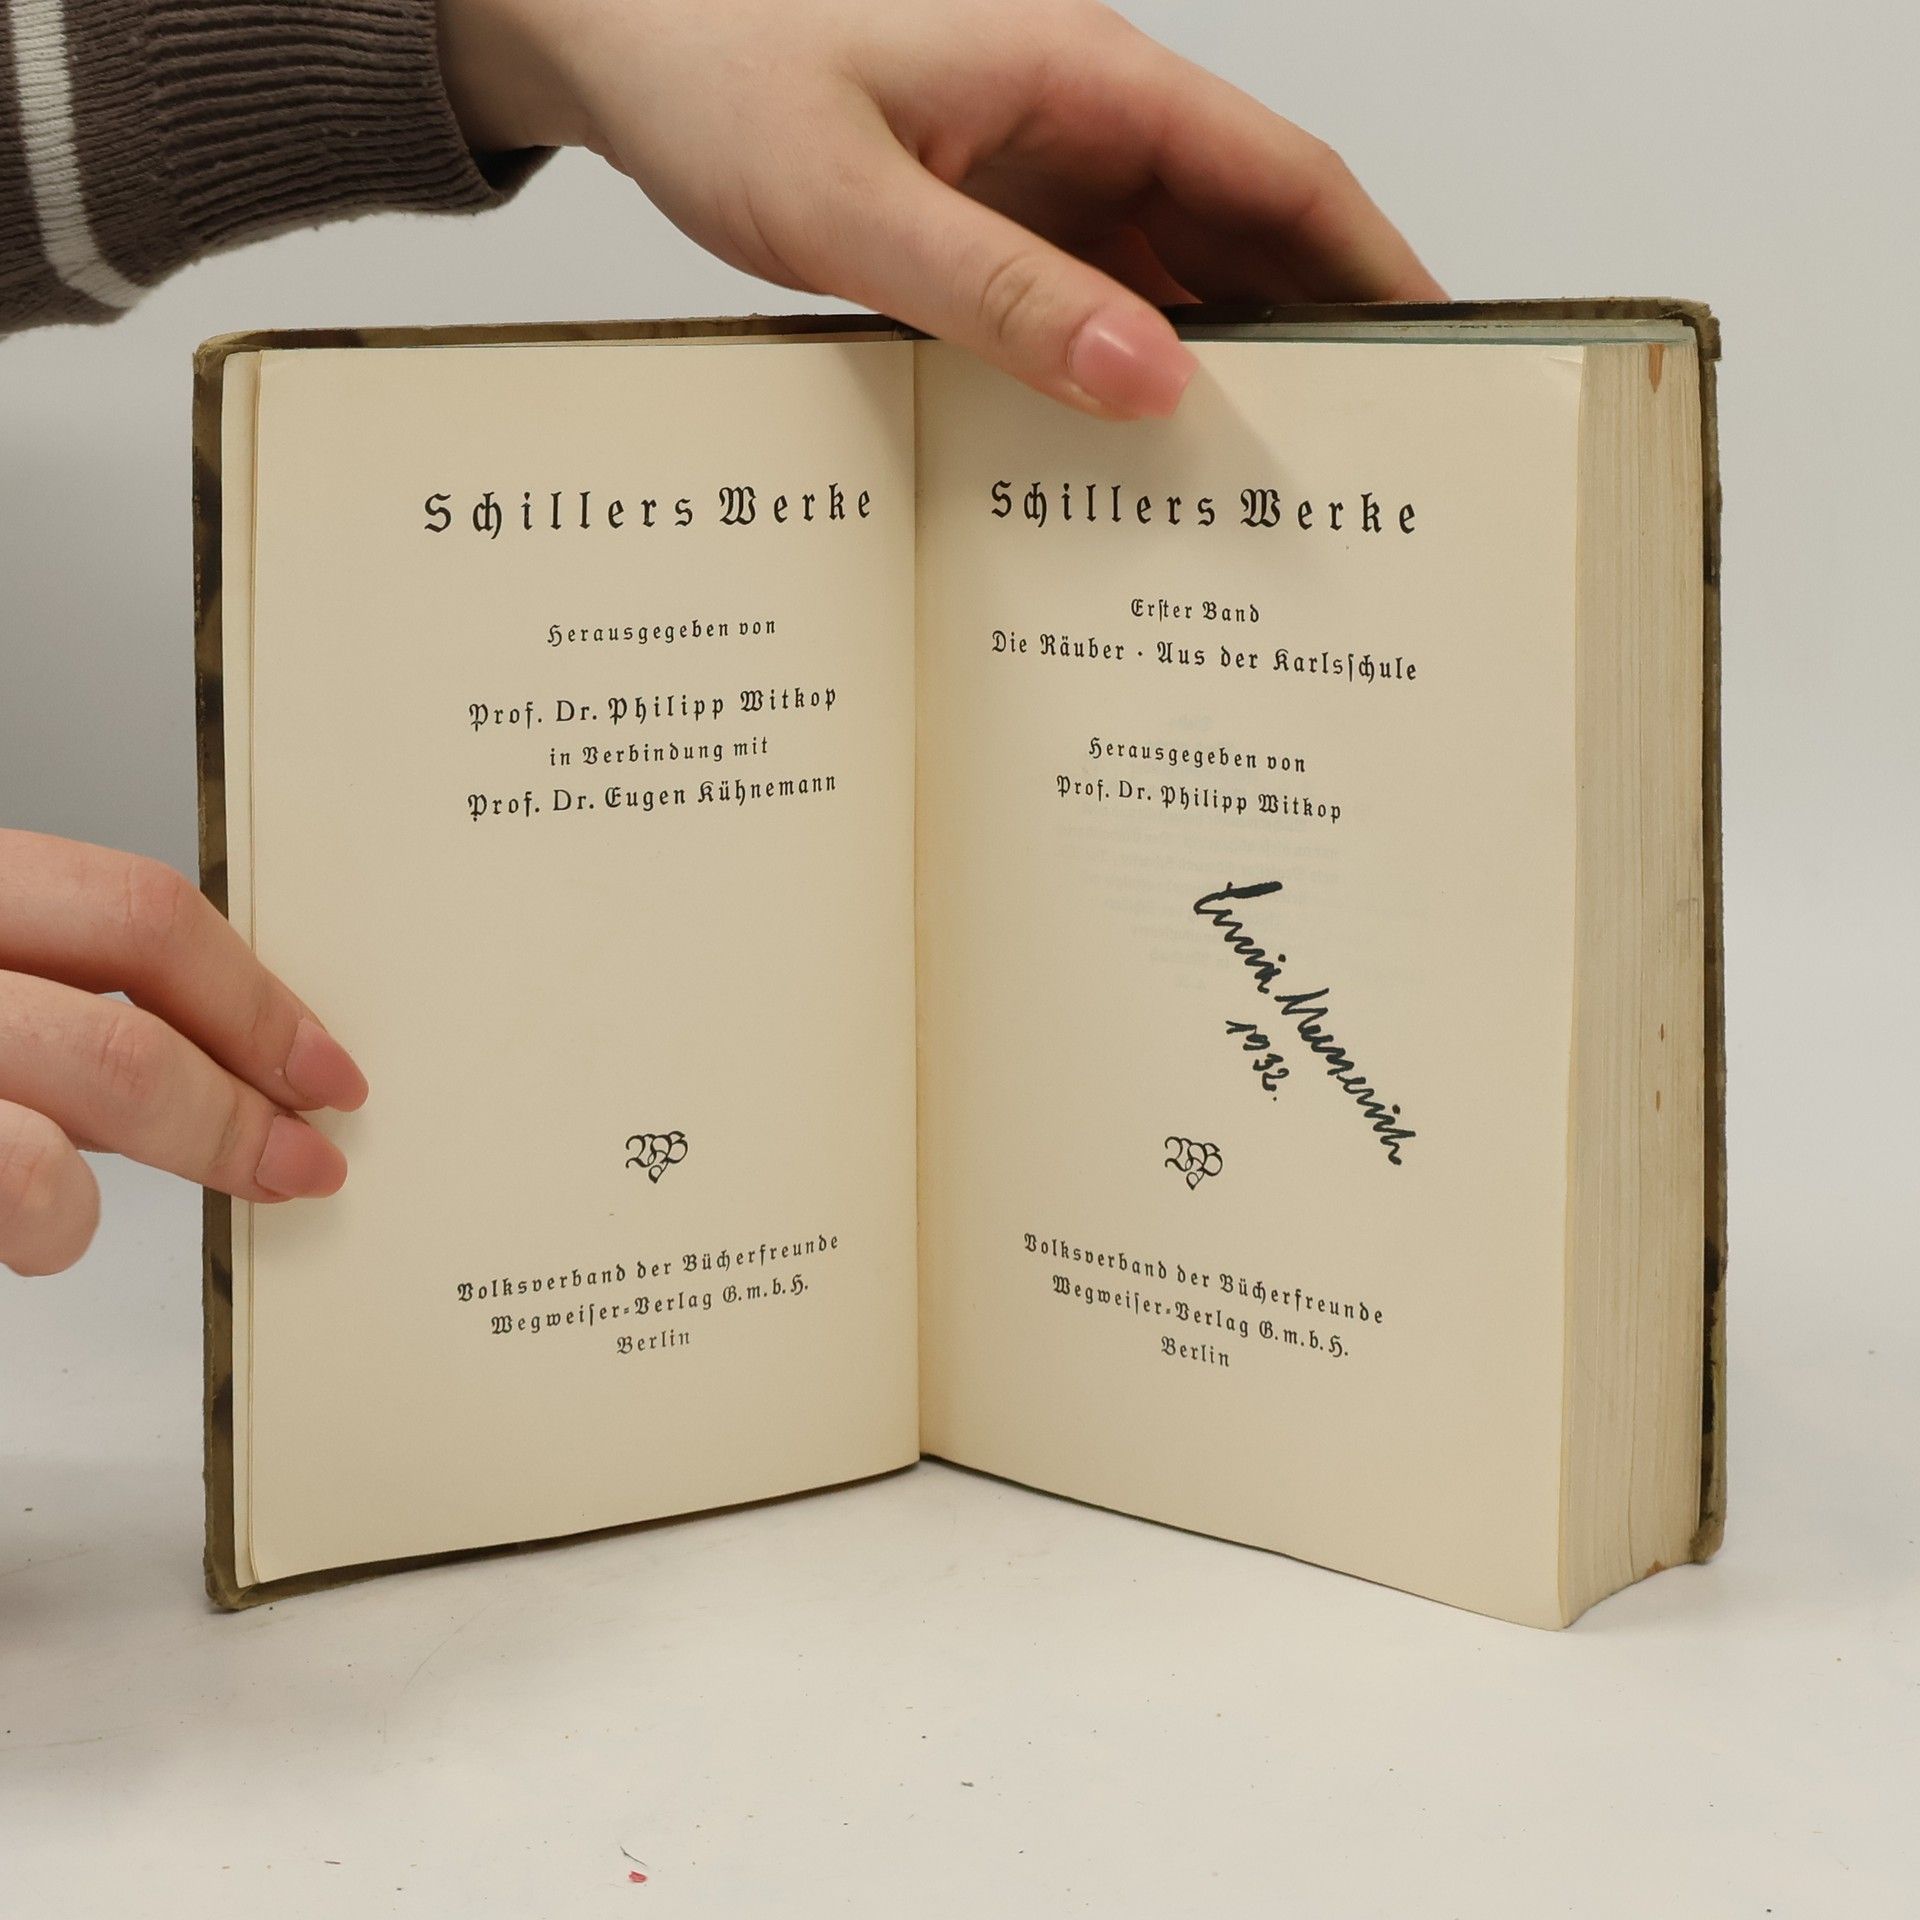 Schillers Werke
Herausgegeben von
Prof. Dr. Philipp Witkop
in Verbindung mit
Prof. Dr. Eugen Kühnemann
Volksverband der Bücherfreunde
Wegweiser-Verlag G.m.b.H.
Berlin
Schillers Werke
Erster Band
Die Räuber · Aus der Karlsschule
Herausgegeben von
Prof. Dr. Philipp Witkop
1932.
Volksverband der Bücherfreunde
Wegweiser-Verlag G.m.b.H.
Berlin